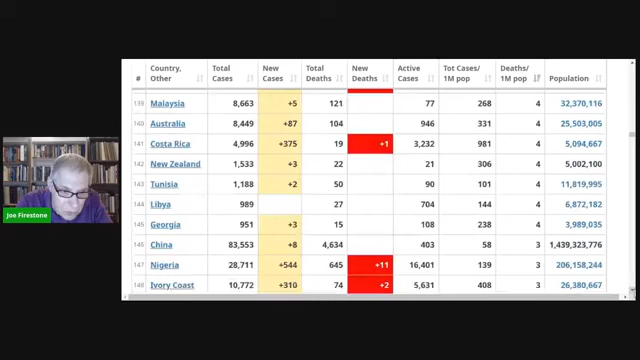 # Country, Other Total Cases New Cases Total Deaths New Deaths Active Cases Tot Cases/ 1M pop Deaths/ 1M pop Population
139 Malaysia 8,663 +5 121 77 268 4 32,370,116
140 Australia 8,449 +87 104 946 331 4 25,503,005
141 Costa Rica 4,996 +375 19 +1 3,232 981 4 5,094,667
142 New Zealand 1,533 +3 22 21 306 4 5,002,100
143 Tunisia 1,188 +2 50 90 101 4 11,819,995
144 Libya 989 27 704 144 4 6,872,182
145 Georgia 951 +3 15 108 238 4 3,989,035
146 China 83,553 +8 4,634 403 58 3 1,439,323,776
147 Nigeria 28,711 +544 645 +11 16,401 139 3 206,158,244
148 Ivory Coast 10,772 +310 74 +2 5,631 408 3 26,380,667
Joe Firestone